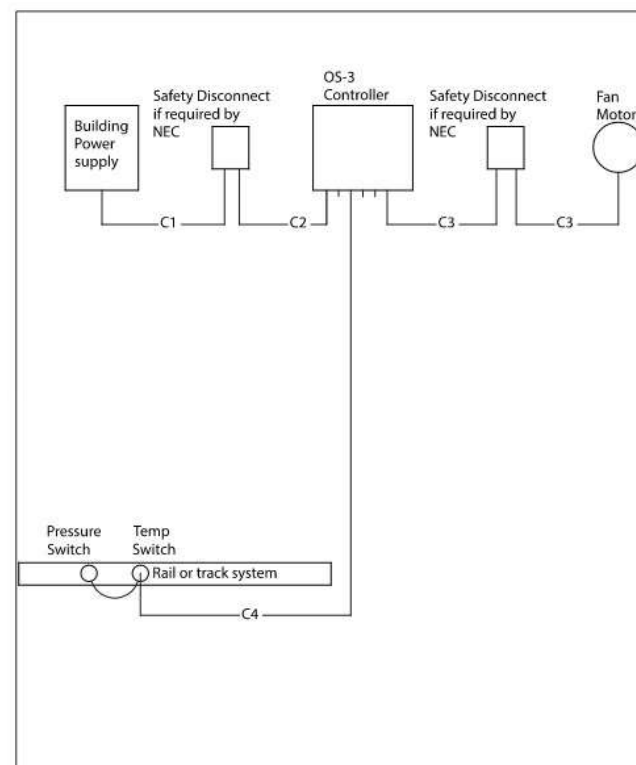 OS-3
Controller
Safety Disconnect
if required by
NEC
Safety Disconnect
if required by
NEC
Fan
Motor
Building
Power
supply
C1
C2
C3
C3
Pressure
Switch
Temp
Switch
Rail or track system
C4